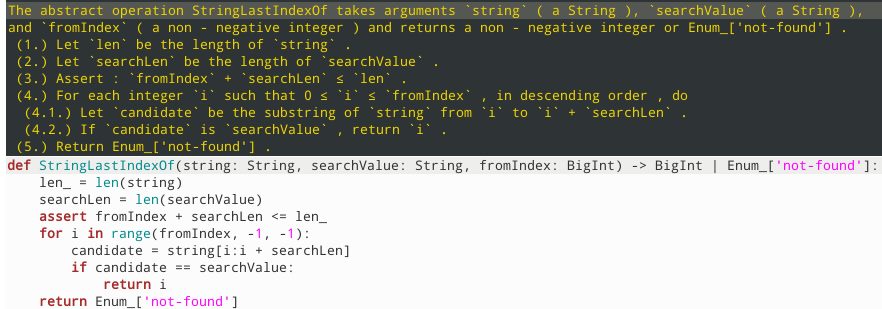 The abstract operation StringLastIndexOf takes arguments `string` ( a String ), `searchValue` ( a String ),
and `fromIndex` ( a non - negative integer ) and returns a non - negative integer or Enum_['not-found'] .
 (1.) Let `len` be the length of `string` .
 (2.) Let `searchLen` be the length of `searchValue` .
 (3.) Assert : `fromIndex` + `searchLen` ≤ `len` .
 (4.) For each integer `i` such that 0 ≤ `i` ≤ `fromIndex` , in descending order , do
  (4.1.) Let `candidate` be the substring of `string` from `i` to `i` + `searchLen` .
  (4.2.) If `candidate` is `searchValue` , return `i` .
 (5.) Return Enum_['not-found'] .
def StringLastIndexOf(string: String, searchValue: String, fromIndex: BigInt) -> BigInt | Enum_['not-found']:
    len_ = len(string)
    searchLen = len(searchValue)
    assert fromIndex + searchLen <= len_
    for i in range(fromIndex, -1, -1):
        candidate = string[i:i + searchLen]
        if candidate == searchValue:
            return i
    return Enum_['not-found']